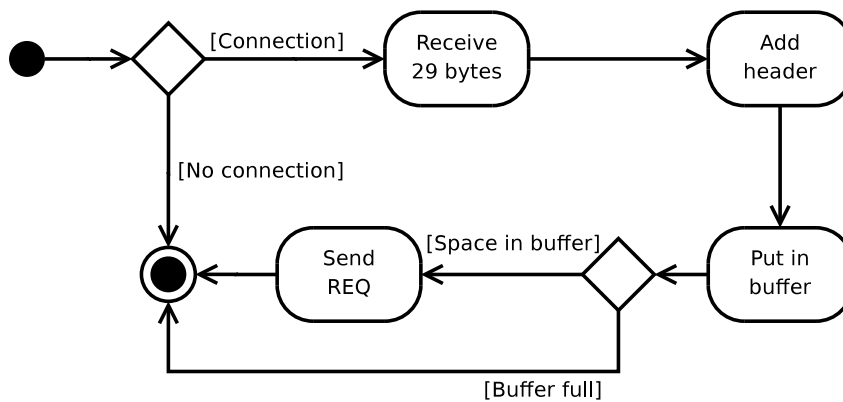 [Connection]
Receive
29 bytes
Add
header
[No connection]
[Space in buffer]
Send
REQ
Put in
buffer
[Buffer full]